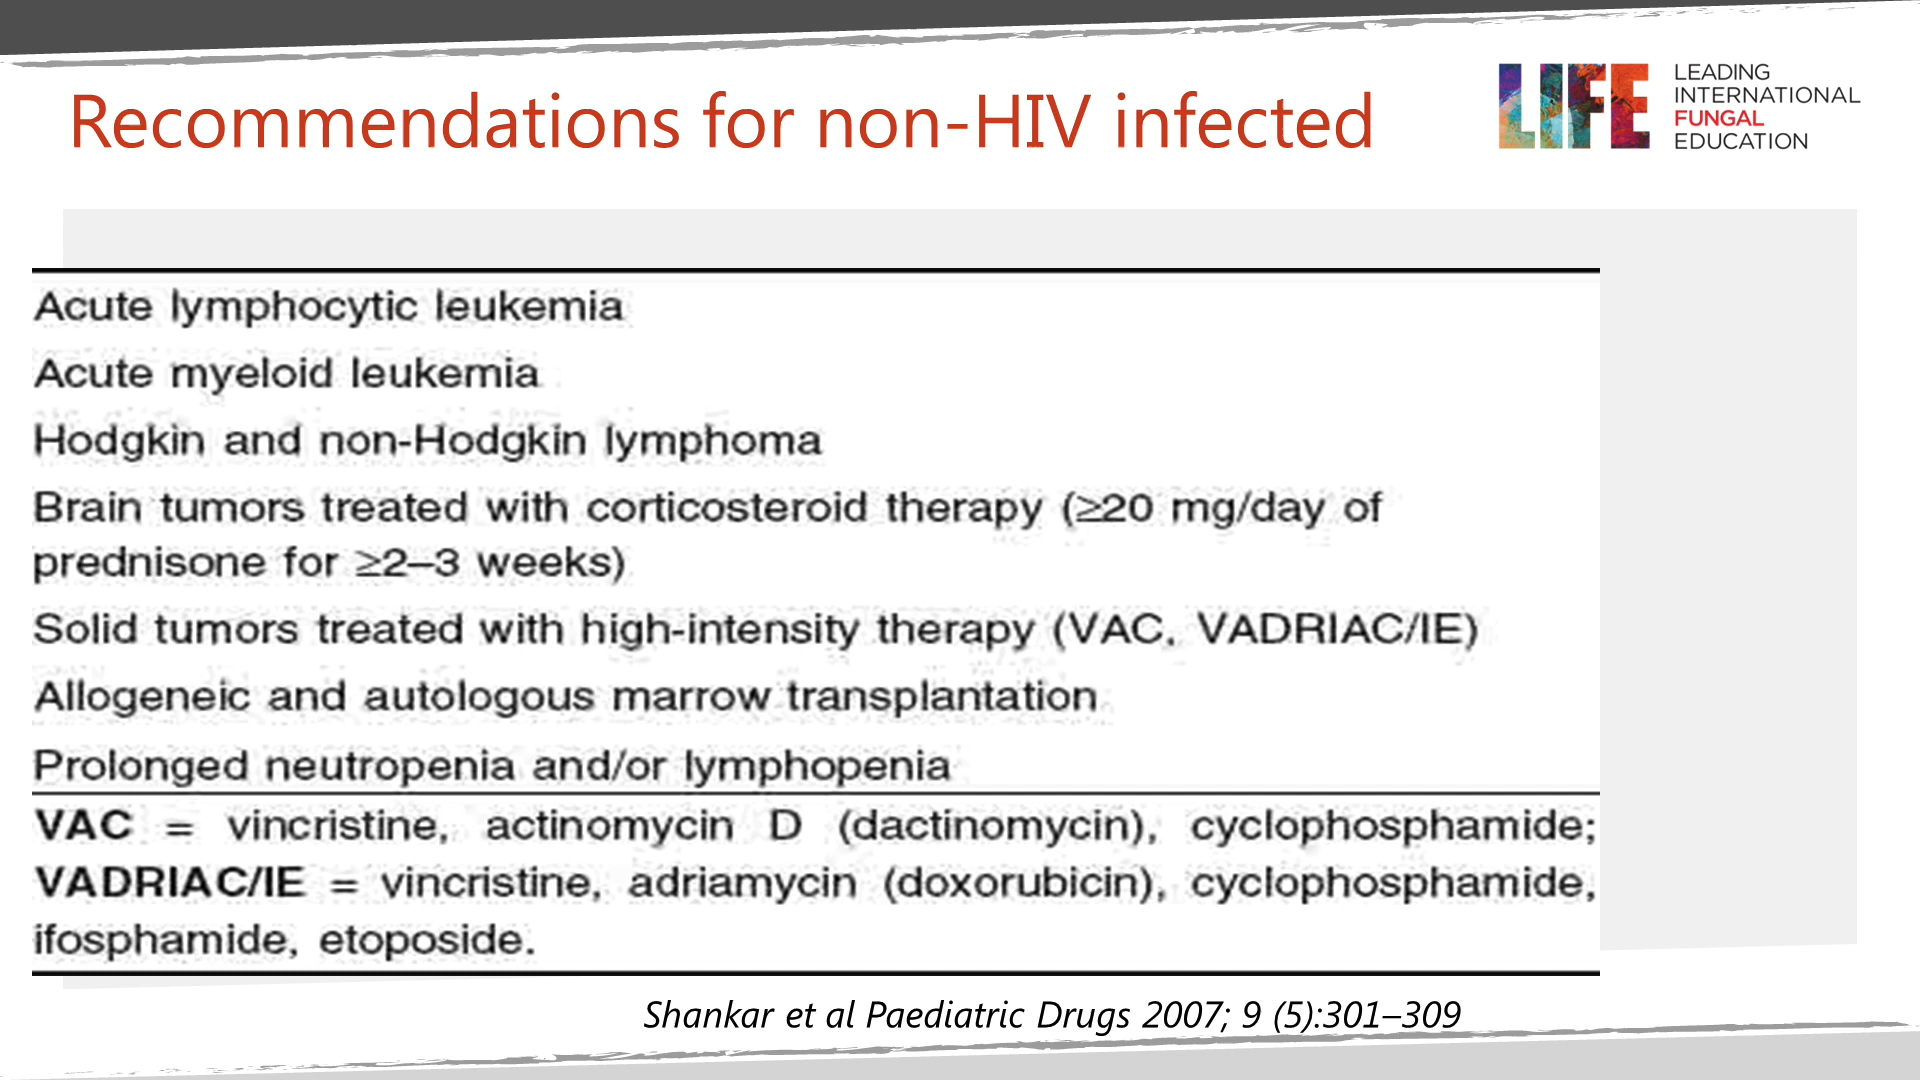 Recommendations for non-HIV infected
LIFE
LEADING
INTERNATIONAL
FUNGAL
EDUCATION
Acute lymphocytic leukemia
Acute myeloid leukemia
Hodgkin and non-Hodgkin lymphoma
Brain tumors treated with corticosteroid therapy (≥20 mg/day of
prednisone for ≥2–3 weeks)
Solid tumors treated with high-intensity therapy (VAC, VADRIAC/IE)
Allogeneic and autologous marrow transplantation
Prolonged neutropenia and/or lymphopenia
VAC = vincristine, actinomycin D (dactinomycin), cyclophosphamide;
VADRIAC/IE = vincristine, adriamycin (doxorubicin), cyclophosphamide,
ifosphamide, etoposide.
Shankar et al Paediatric Drugs 2007; 9 (5):301–309